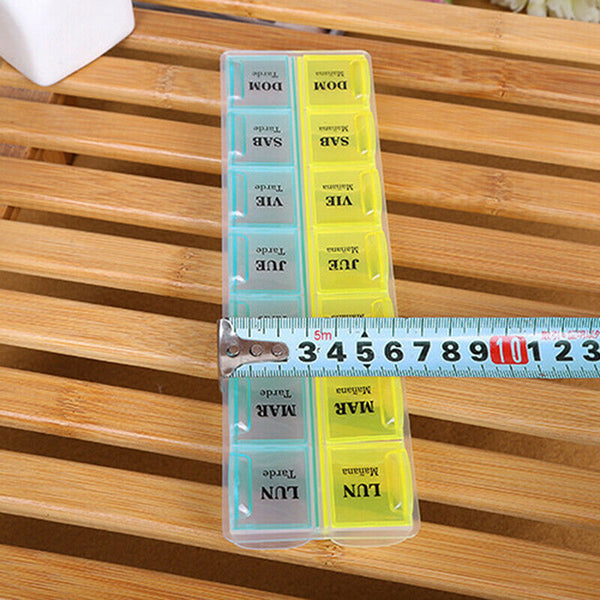 Tarde
DOM
Mañana
DOM
Tarde
SAB
Mañana
SAB
Tarde
VIE
Mañana
VIE
Tarde
JUE
Mañana
JUE
5m
3 4 5 6 7 8 9 10 1 2 3
MAR
Tarde
MAR
Mañana
LUN
Tarde
LUN
Mañana